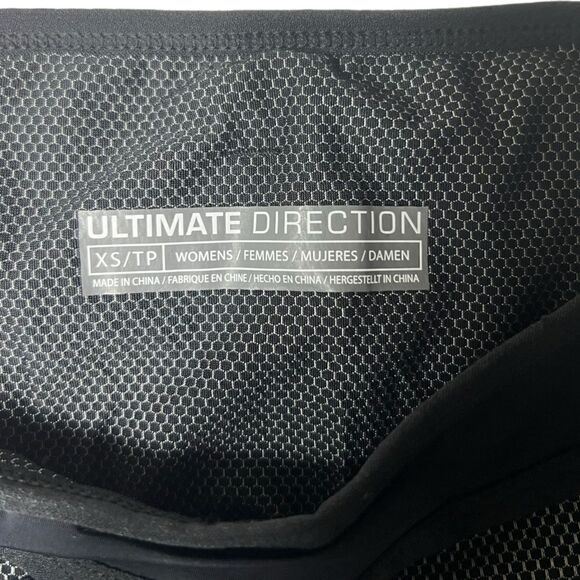 ULTIMATE DIRECTION
XS/TP WOMENS / FEMMES / MUJERES / DAMEN
MADE IN CHINA / FABRIQUE EN CHINE / HECHO EN CHINA / HERGESTELLT IN CHINA